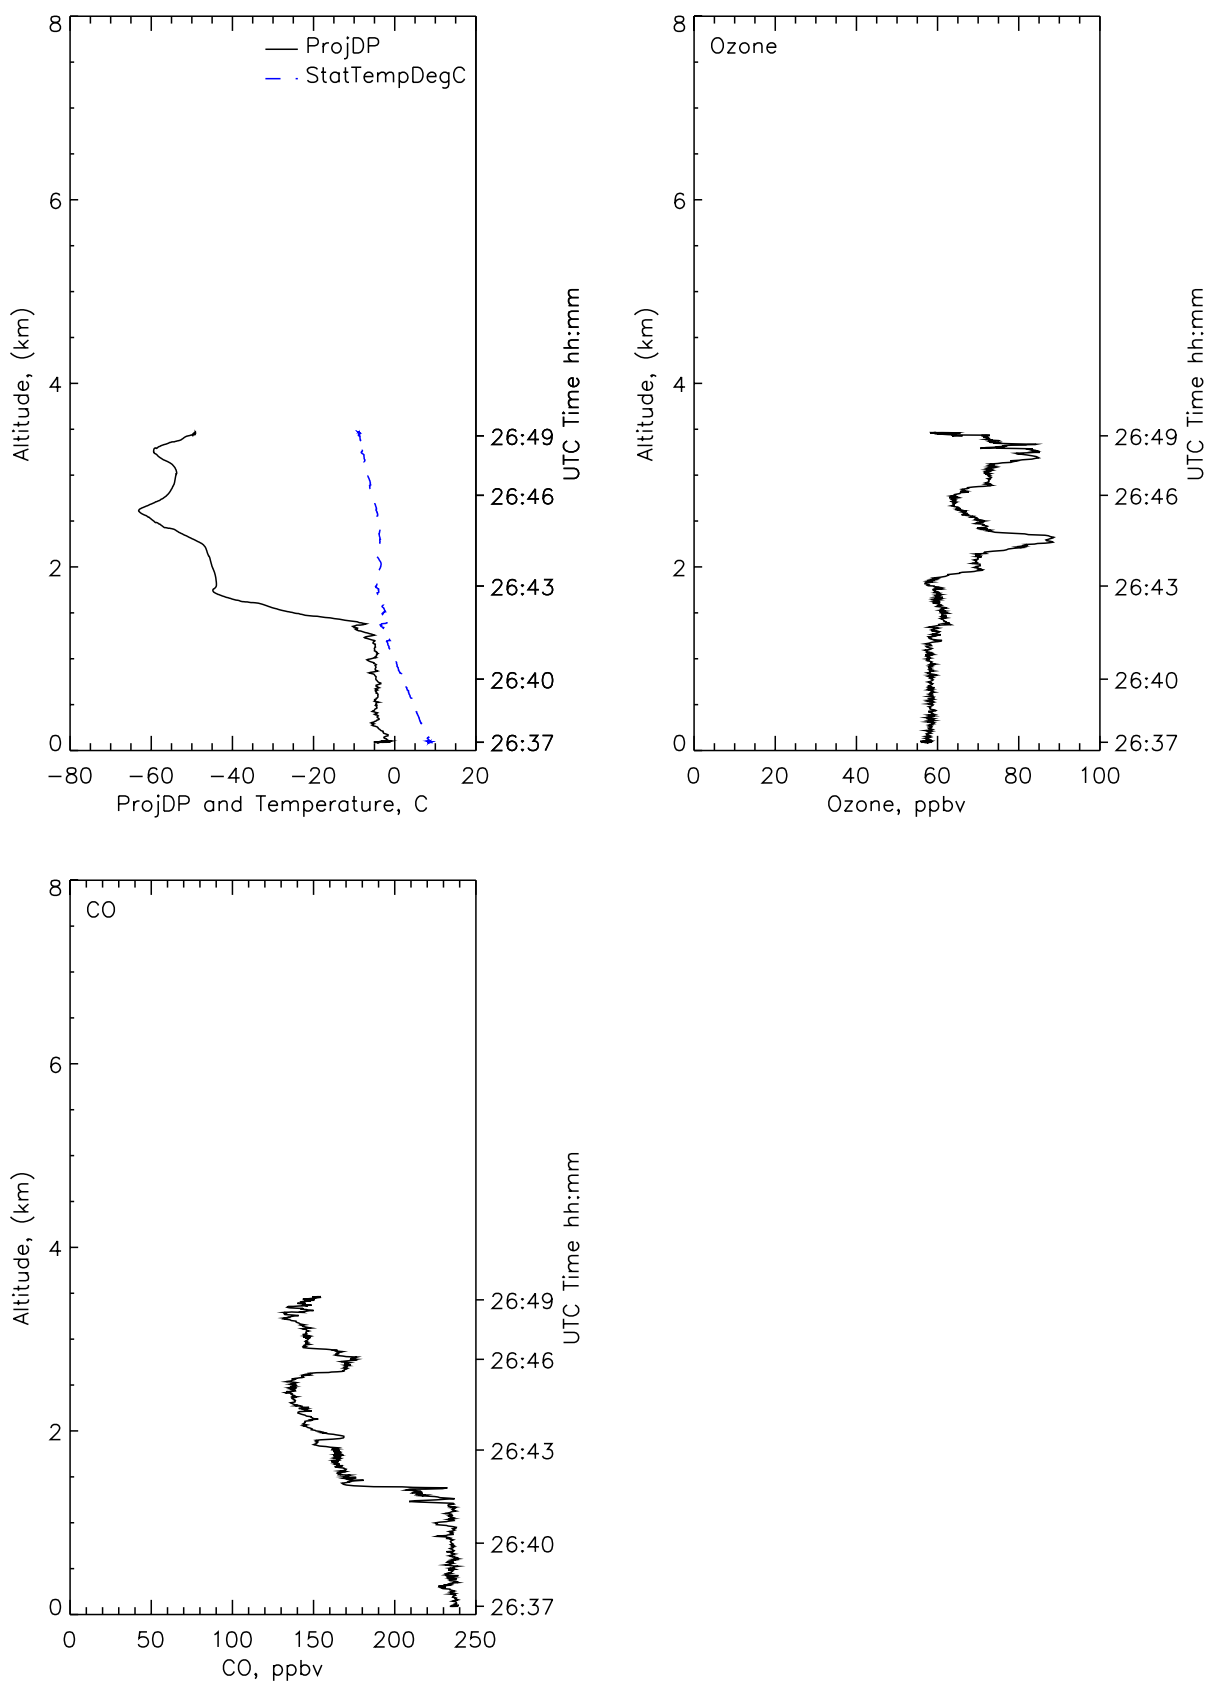 8
6
4
2
0
Altitude, (km)
ProjDP
StatTempDegC
26:49
26:46
26:43
26:40
26:37
UTC Time hh:mm
−80 −60 −40 −20 0 20
ProjDP and Temperature, C
8
6
4
2
0
Altitude, (km)
Ozone
26:49
26:46
26:43
26:40
26:37
UTC Time hh:mm
0 20 40 60 80 100
Ozone, ppbv
8
6
4
2
0
Altitude, (km)
CO
26:49
26:46
26:43
26:40
26:37
UTC Time hh:mm
0 50 100 150 200 250
CO, ppbv